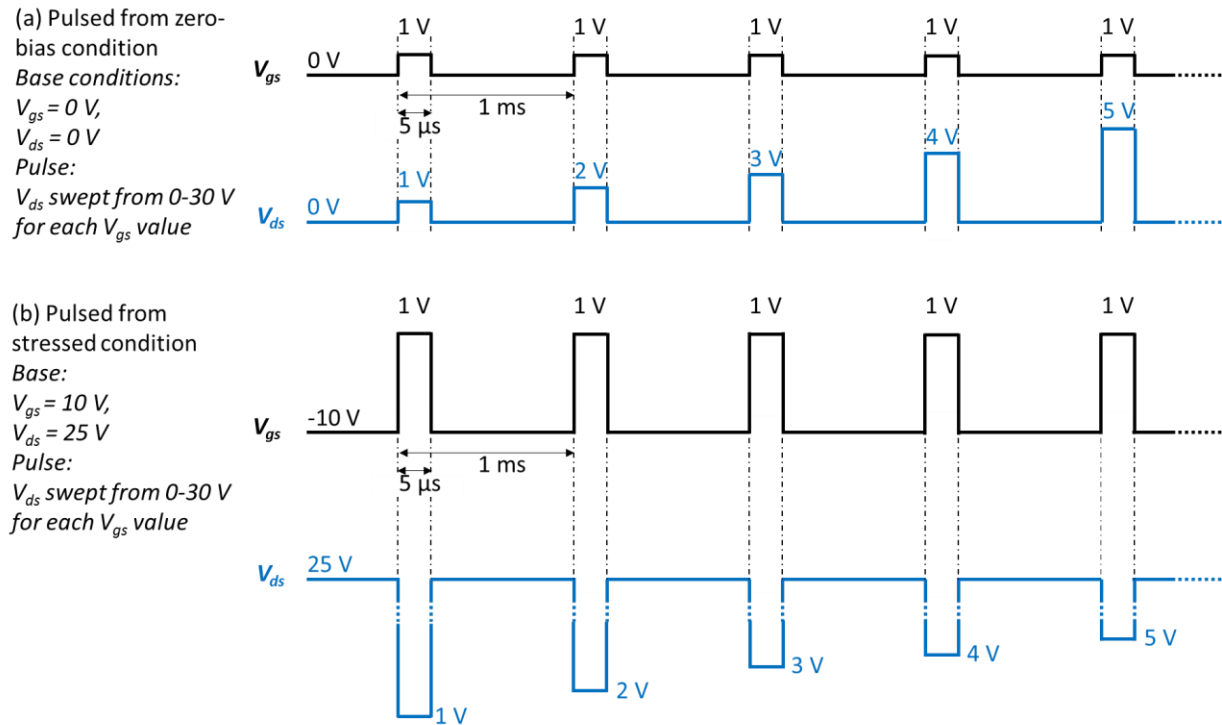 (a) Pulsed from zero-
bias condition
Base conditions:
Vgs = 0 V,
Vds = 0 V
Pulse:
Vds swept from 0-30 V
for each Vgs value
1 V 1 V 1 V 1 V 1 V
Vgs 0 V
1 ms
5 µs
1 V 2 V 3 V 4 V 5 V
Vds 0 V
(b) Pulsed from
stressed condition
Base:
Vgs = 10 V,
Vds = 25 V
Pulse:
Vds swept from 0-30 V
for each Vgs value
1 V 1 V 1 V 1 V 1 V
Vgs -10 V
1 ms
5 µs
Vds 25 V
1 V 2 V 3 V 4 V 5 V